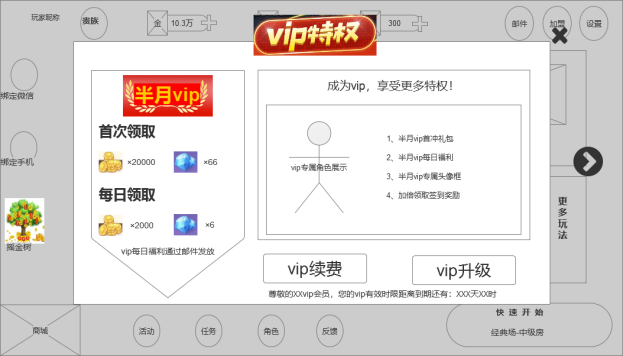 玩家昵称
贵族
金
10.3万
300
邮件
加盟
设置
vip特权
绑定微信
绑定手机
摇金树
半月vip
首次领取
×20000
×66
每日领取
×2000
×6
vip每日福利通过邮件发放
成为vip，享受更多特权！
vip专属角色展示
1、半月vip首冲礼包
2、半月vip每日福利
3、半月vip专属头像框
4、加倍领取签到奖励
vip续费
vip升级
尊敬的XXvip会员，您的vip有效时限距离到期还有：XXX天XX时
更多玩法
商城
活动
任务
角色
反馈
快 速 开 始
经典场-中级房